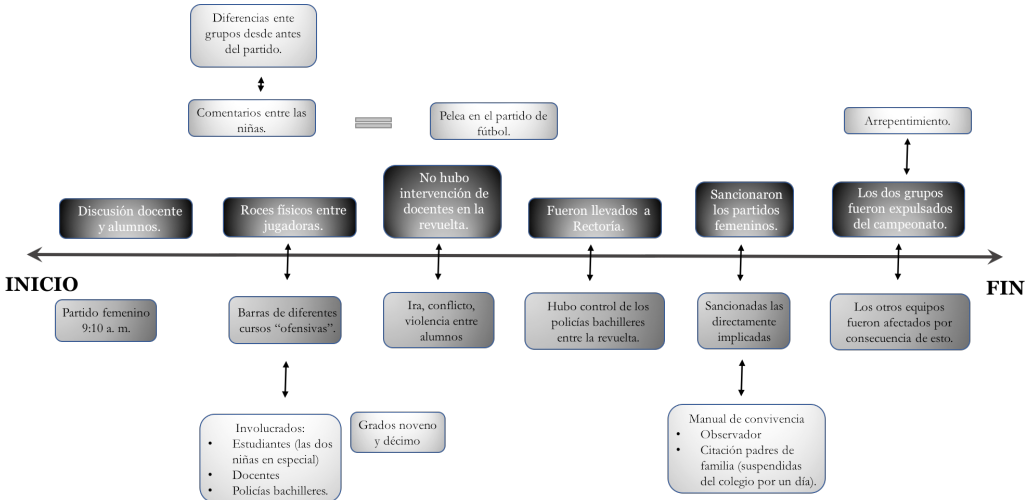 Diferencias ente
grupos desde antes
del partido.
Comentarios entre las
niñas.
Pelea en el partido de
fútbol.
Arrepentimiento.
Discusión docente
y alumnos.
Roces físicos entre
jugadoras.
No hubo
intervención de
docentes en la
revuelta.
Fueron llevados a
Rectoría.
Sancionaron
los partidos
femeninos.
Los dos grupos
fueron expulsados
del campeonato.
INICIO
FIN
Partido femenino
9:10 a. m.
Barras de diferentes
cursos “ofensivas”.
Ira, conflicto,
violencia entre
alumnos
Hubo control de los
policías bachilleres
entre la revuelta.
Sancionadas las
directamente
implicadas
Los otros equipos
fueron afectados por
consecuencia de esto.
Involucrados:
• Estudiantes (las dos
niñas en especial)
• Docentes
• Policías bachilleres.
Grados noveno
y décimo
Manual de convivencia
• Observador
• Citación padres de
familia (suspendidas
del colegio por un día).